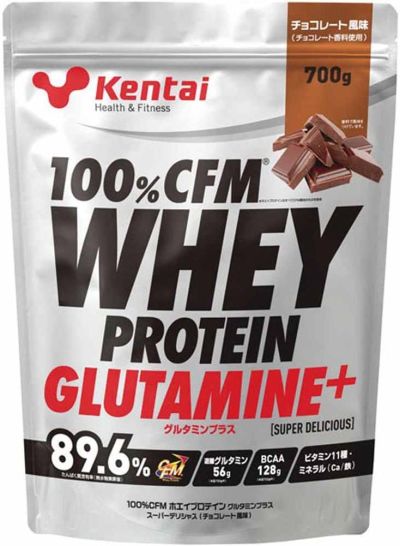 チョコレート風味
(チョコレート香料使用)
700g
Kentai
Health & Fitness
100%CFM®
WHEY
PROTEIN
GLUTAMINE+
グルタミンプラス
[SUPER DELICIOUS]
89.6%
CFM
遊離グルタミン
56g
BCAA
128g
ビタミン11種・
ミネラル(Ca/鉄)
100%CFM ホエイプロテイン グルタミンプラス
スーパーデリシャス(チョコレート風味)